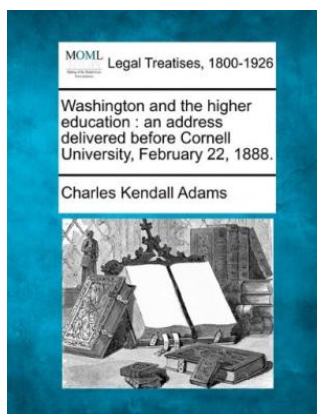 MOML
Legal Treatises, 1800-1926
Washington and the higher
education : an address
delivered before Cornell
University, February 22, 1888.
Charles Kendall Adams